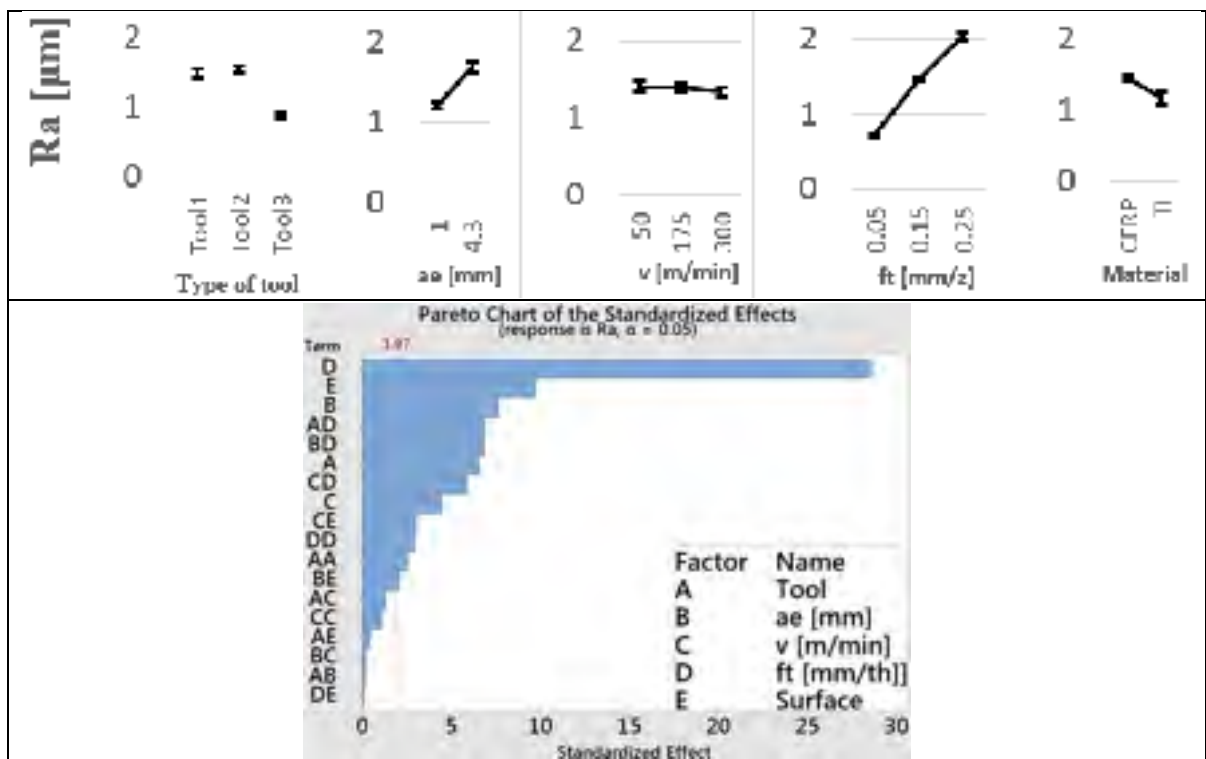 Ra [µm]
2
1
0
Tool1
Tool2
Tool3
Type of tool
2
1
0
1
4.3
ae [mm]
2
1
0
50
175
300
v [m/min]
2
1
0
0.05
0.15
0.25
ft [mm/z]
2
1
0
CFRP
TI
Material
Pareto Chart of the Standardized Effects
(response is Ra, α = 0.05)
Term
D
E
B
AD
BD
A
CD
C
CE
DD
AA
BE
AC
CC
AE
BC
AB
DE
Factor Name
A Tool
B ae [mm]
C v [m/min]
D ft [mm/th]]
E Surface
0 5 10 15 20 25 30
Standardized Effect